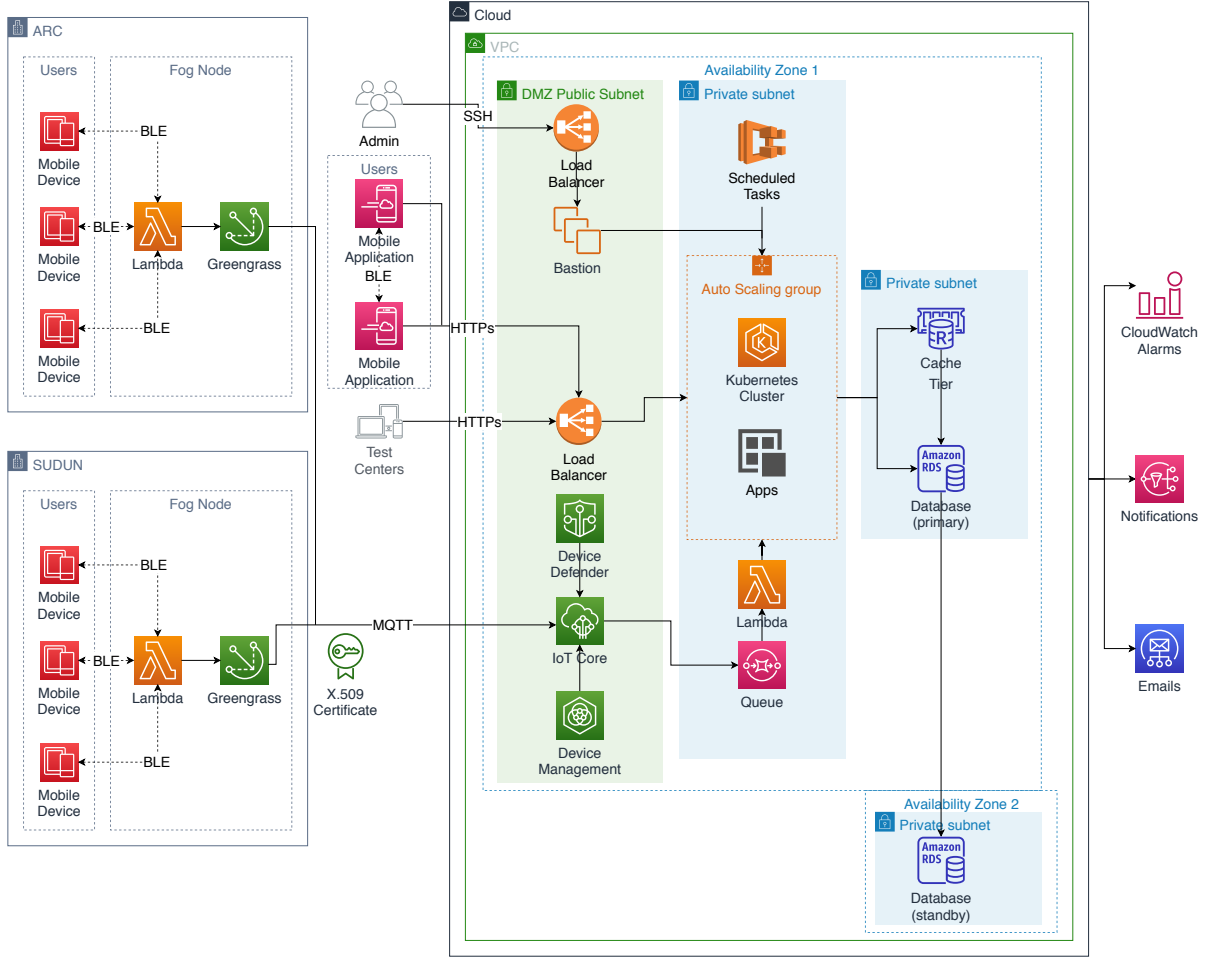 ARC
Users
Fog Node
BLE
Mobile
Device
BLE
Mobile
Device
Lambda
Greengrass
BLE
Mobile
Device
SUDUN
Users
Fog Node
BLE
Mobile
Device
BLE
Mobile
Device
Lambda
Greengrass
BLE
Mobile
Device
Admin
Users
Mobile
Application
BLE
Mobile
Application
Test
Centers
SSH
HTTPs
HTTPs
MQTT
X.509
Certificate
Cloud
VPC
Availability Zone 1
DMZ Public Subnet
Load
Balancer
Bastion
Load
Balancer
Device
Defender
IoT Core
Device
Management
Private subnet
Scheduled
Tasks
Auto Scaling group
K
Kubernetes
Cluster
Apps
Lambda
Queue
Private subnet
R
Cache
Tier
Amazon
RDS
Database
(primary)
Availability Zone 2
Private subnet
Amazon
RDS
Database
(standby)
CloudWatch
Alarms
Notifications
Emails